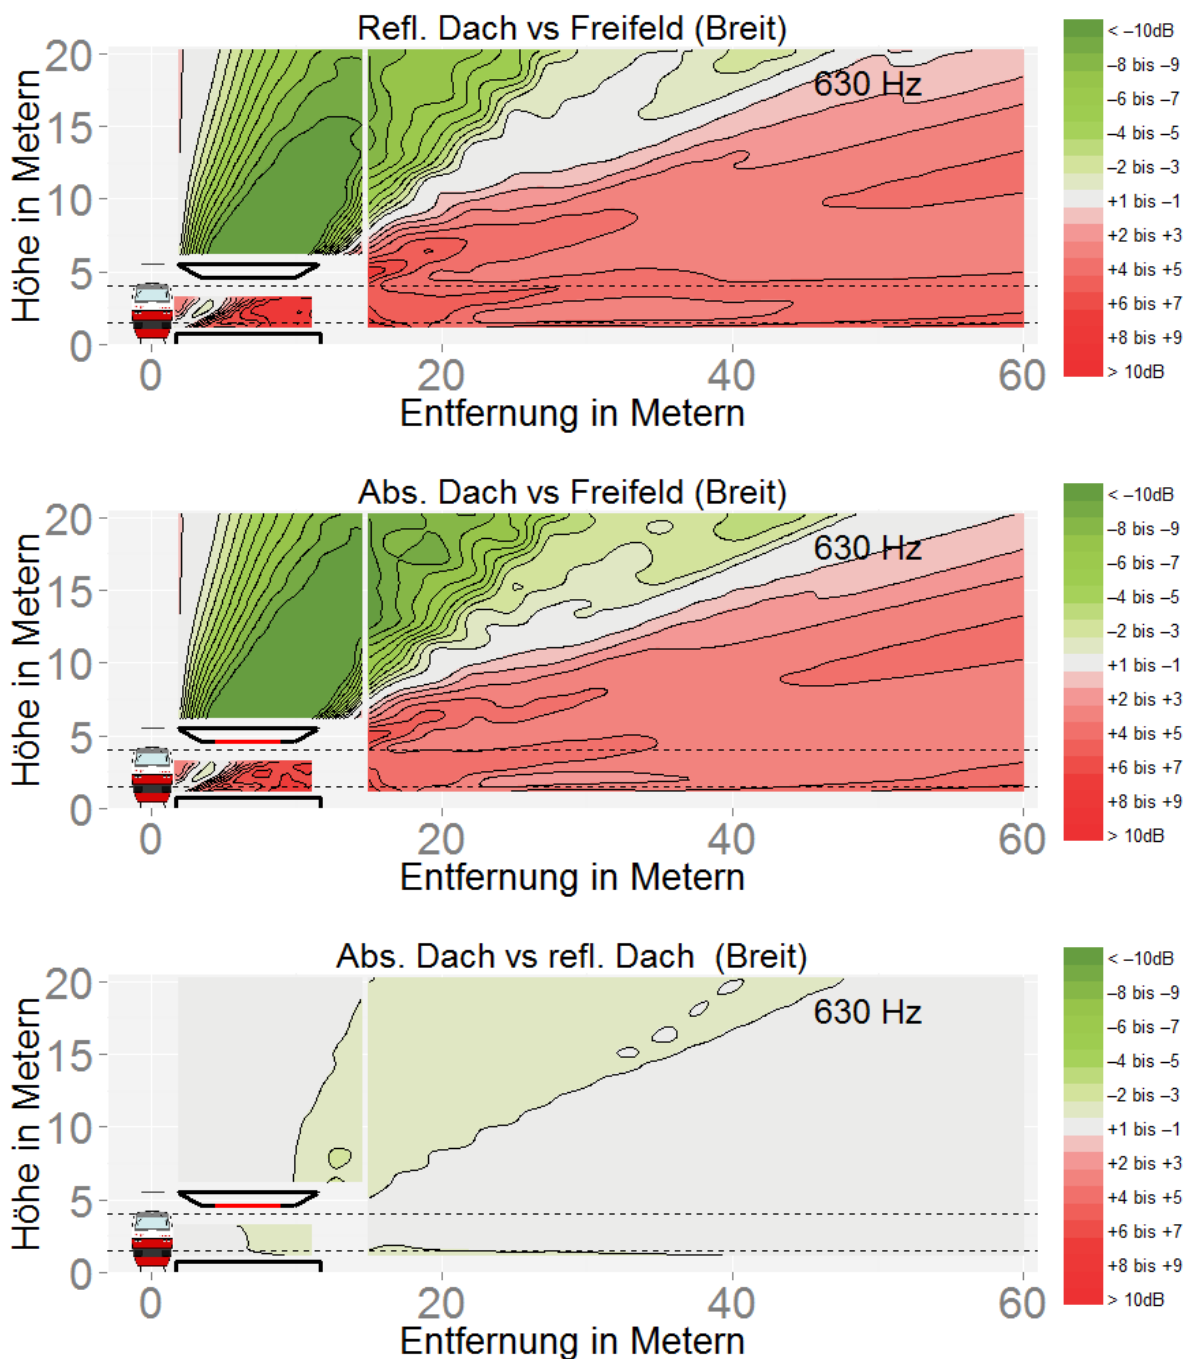 Refl. Dach vs Freifeld (Breit)
630 Hz
Höhe in Metern
20
15
10
5
0
0
20
40
60
Entfernung in Metern
< –10dB
–8 bis –9
–6 bis –7
–4 bis –5
–2 bis –3
+1 bis –1
+2 bis +3
+4 bis +5
+6 bis +7
+8 bis +9
> 10dB
Abs. Dach vs Freifeld (Breit)
630 Hz
Höhe in Metern
20
15
10
5
0
0
20
40
60
Entfernung in Metern
< –10dB
–8 bis –9
–6 bis –7
–4 bis –5
–2 bis –3
+1 bis –1
+2 bis +3
+4 bis +5
+6 bis +7
+8 bis +9
> 10dB
Abs. Dach vs refl. Dach (Breit)
630 Hz
Höhe in Metern
20
15
10
5
0
0
20
40
60
Entfernung in Metern
< –10dB
–8 bis –9
–6 bis –7
–4 bis –5
–2 bis –3
+1 bis –1
+2 bis +3
+4 bis +5
+6 bis +7
+8 bis +9
> 10dB